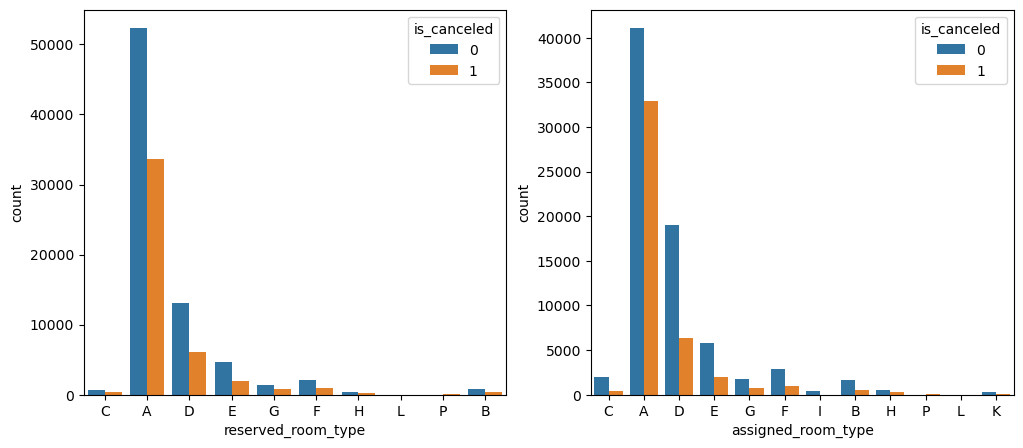 is_canceled
0
1
50000
40000
30000
20000
10000
0
count
C A D E G F H L P B
reserved_room_type
is_canceled
0
1
40000
35000
30000
25000
20000
15000
10000
5000
0
count
C A D E G F I B H P L K
assigned_room_type